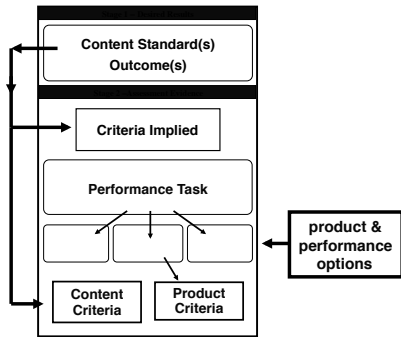 Content Standard(s)
Outcome(s)
Criteria Implied
Performance Task
product &
performance
options
Content
Criteria
Product
Criteria